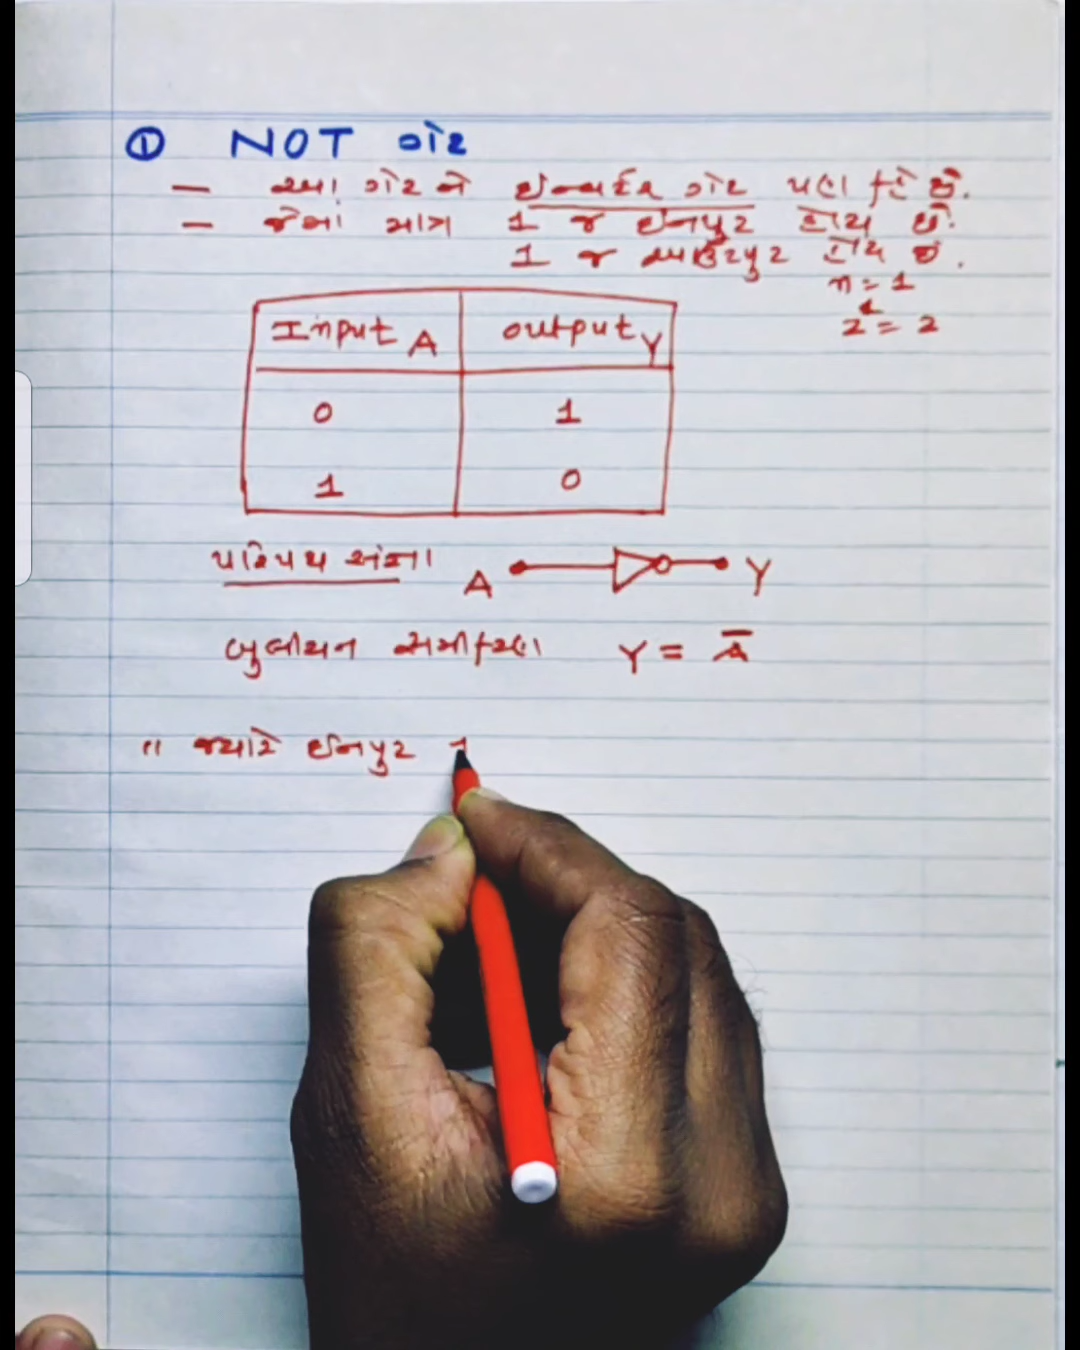 ① NOT ગેટ
— આ ગેટ ને ઇન્વર્ટર ગેટ પણ કહે છે.
— જેમાં માત્ર 1 જ ઇનપુટ હોય છે.
1 જ આઉટપુટ હોય છે.
n = 1
2¹ = 2
Input A output Y
0 1
1 0
પરિપથ સંજ્ઞા A Y
બુલીયન સમીકરણ Y = A̅
" જ્યારે ઇનપુટ 1